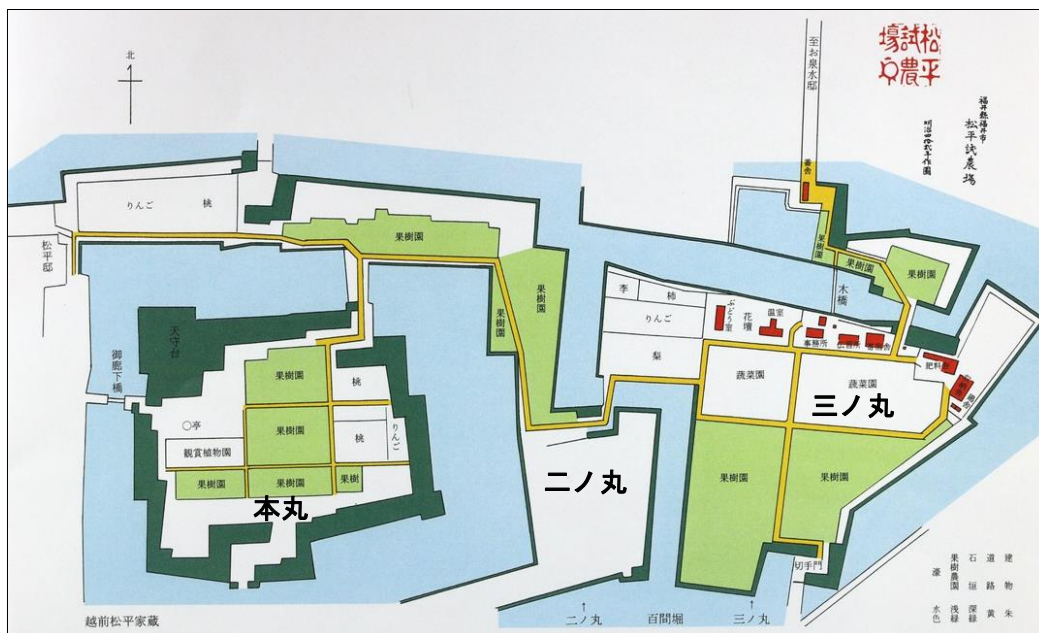 松平
試農
場
至お泉水邸
北
福井縣福井市
松平試農場
番舎
りんご
桃
松平邸
果樹園
果樹園
果樹園
果樹園
果樹園
果樹園
木橋
李
柿
りんご
梨
ぶどう室
花壇
温室
事務所
肥料舎
蔬菜園
蔬菜園
三ノ丸
天守台
御廊下橋
果樹園
桃
果樹園
桃
りんご
〇亭
観賞植物園
果樹園
果樹園
果樹
本丸
二ノ丸
果樹園
果樹園
切手門
越前松平家蔵
↑
二ノ丸
百間堀
↑
三ノ丸
建物 朱
道路 黄
石垣 深緑
果樹農園 浅緑
濠 水色